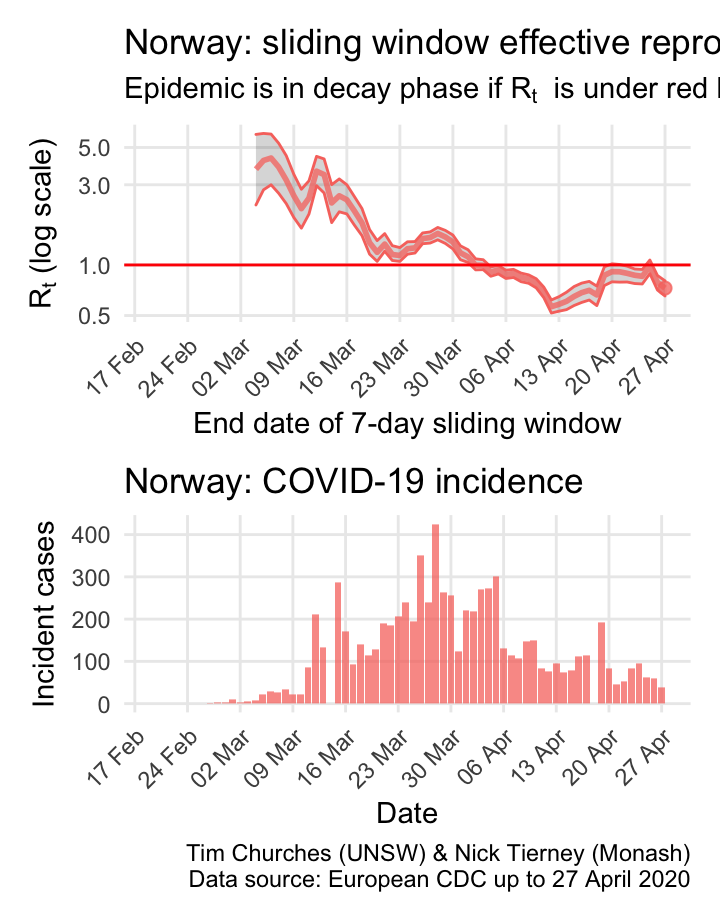 Norway: sliding window effective repro
Epidemic is in decay phase if Rt is under red
Rt (log scale)
5.0
3.0
1.0
0.5
17 Feb
24 Feb
02 Mar
09 Mar
16 Mar
23 Mar
30 Mar
06 Apr
13 Apr
20 Apr
27 Apr
End date of 7-day sliding window
Norway: COVID-19 incidence
Incident cases
400
300
200
100
0
17 Feb
24 Feb
02 Mar
09 Mar
16 Mar
23 Mar
30 Mar
06 Apr
13 Apr
20 Apr
27 Apr
Date
Tim Churches (UNSW) & Nick Tierney (Monash)
Data source: European CDC up to 27 April 2020